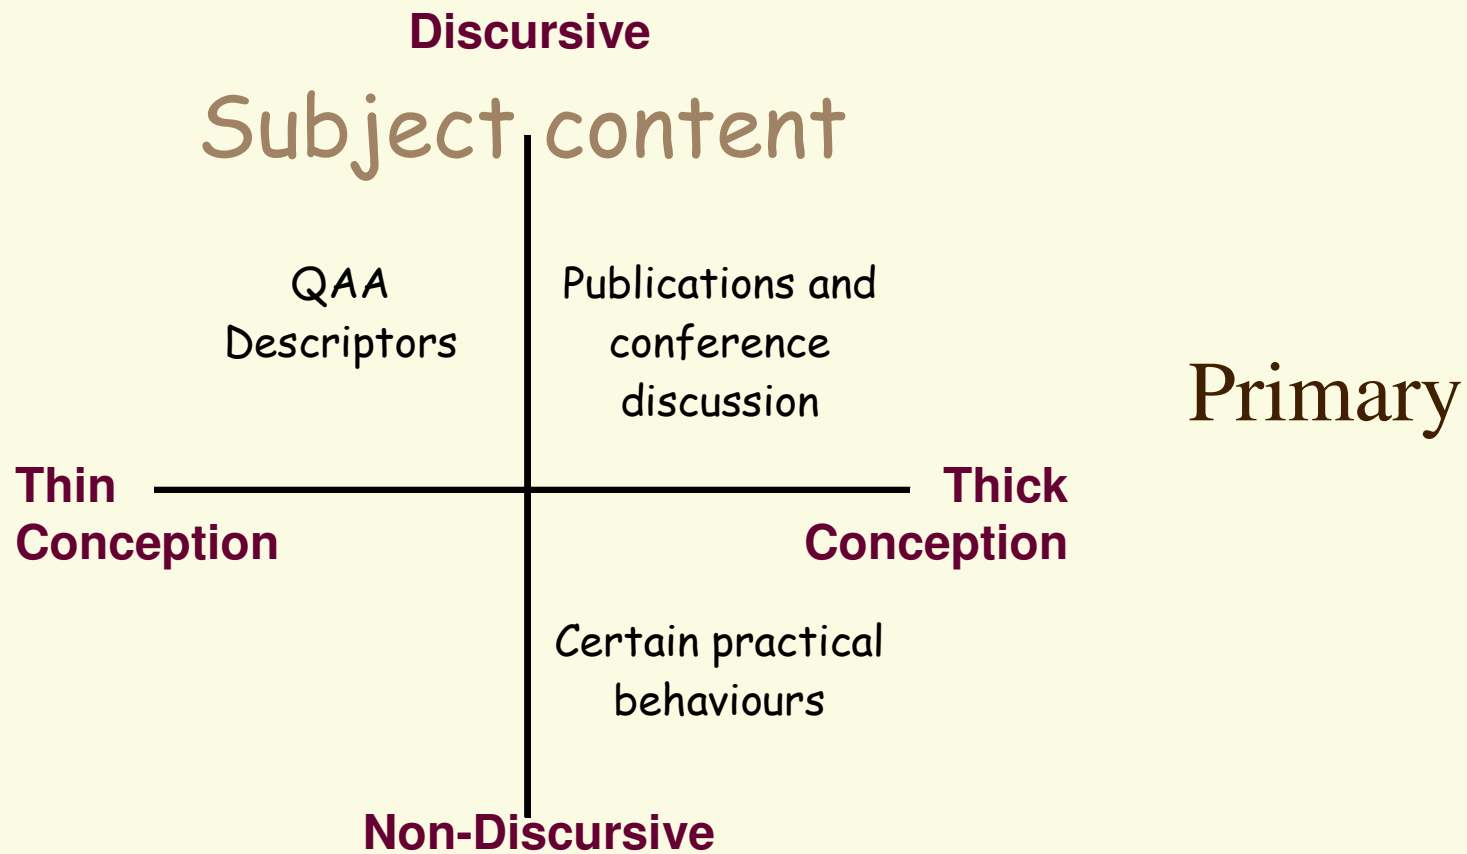 Discursive
Subject content
QAA
Descriptors
Publications and
conference
discussion
Primary
Thin
Conception
Thick
Conception
Certain practical
behaviours
Non-Discursive